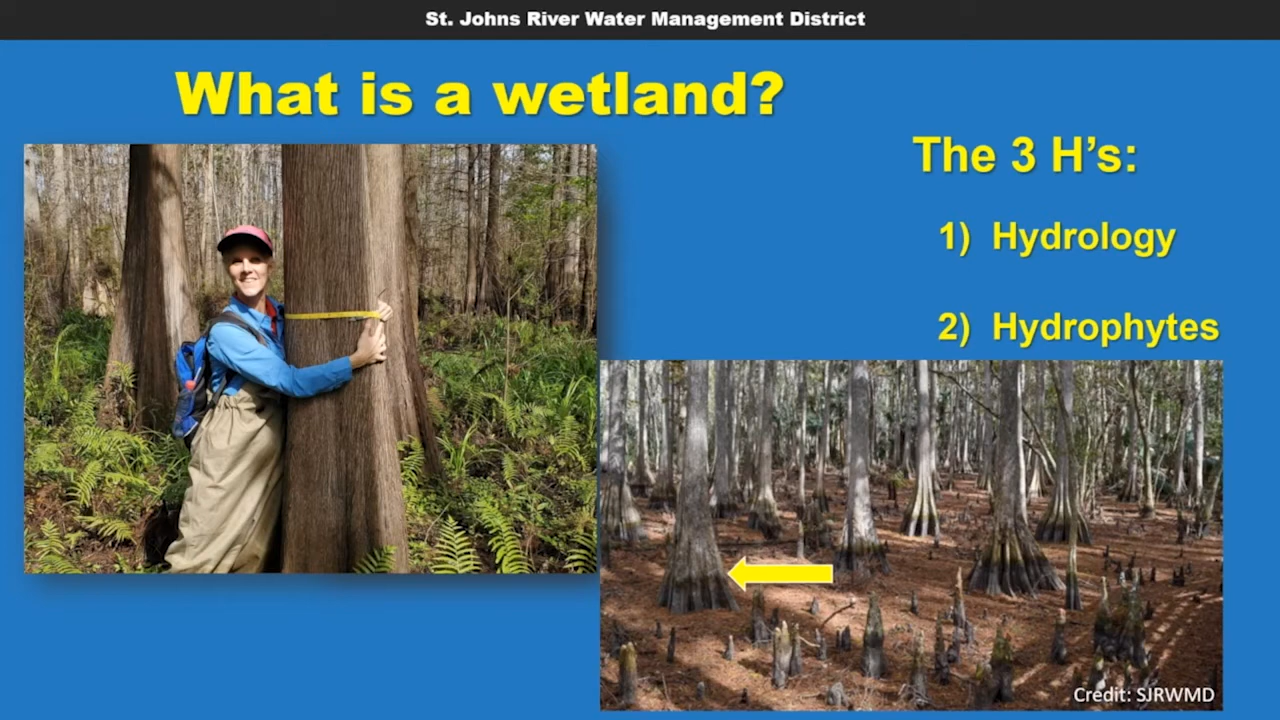 St. Johns River Water Management District
What is a wetland?
The 3 H's:
1) Hydrology
2) Hydrophytes
Credit: SJRWMD